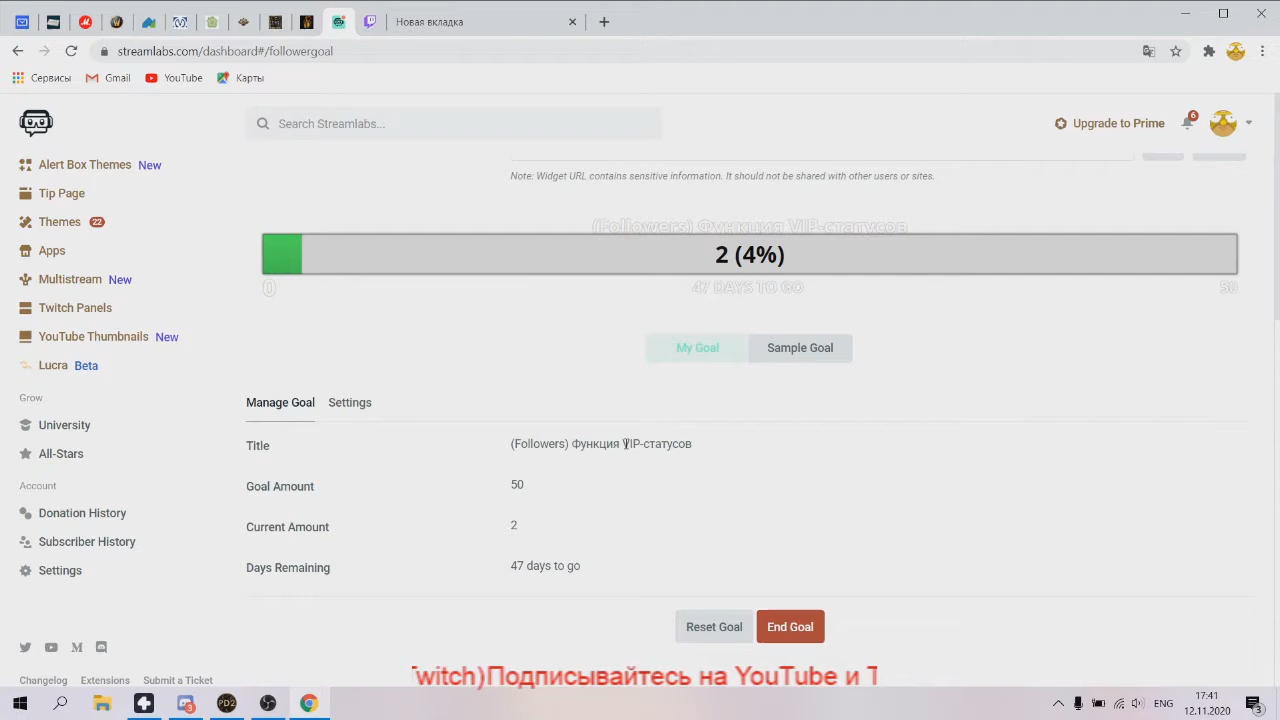 Новая вкладка
streamlabs.com/dashboard#/followergoal
Сервисы Gmail YouTube Карты
Search Streamlabs...
Upgrade to Prime 6
Alert Box Themes New
Note: Widget URL contains sensitive information. It should not be shared with other users or sites.
Tip Page
Themes 22
(Followers) Функция VIP-статусов
Apps
2 (4%)
Multistream New
0 47 DAYS TO GO 50
Twitch Panels
YouTube Thumbnails New
My Goal Sample Goal
Lucra Beta
Grow
Manage Goal Settings
University
Title (Followers) Функция VIP-статусов
All-Stars
Account
Goal Amount 50
Donation History
Current Amount 2
Subscriber History
Settings
Days Remaining 47 days to go
Reset Goal End Goal
Changelog Extensions Submit a Ticket
witch)Подписывайтесь на YouTube и T
3 PD2 ENG 17:41
12.11.2020 3